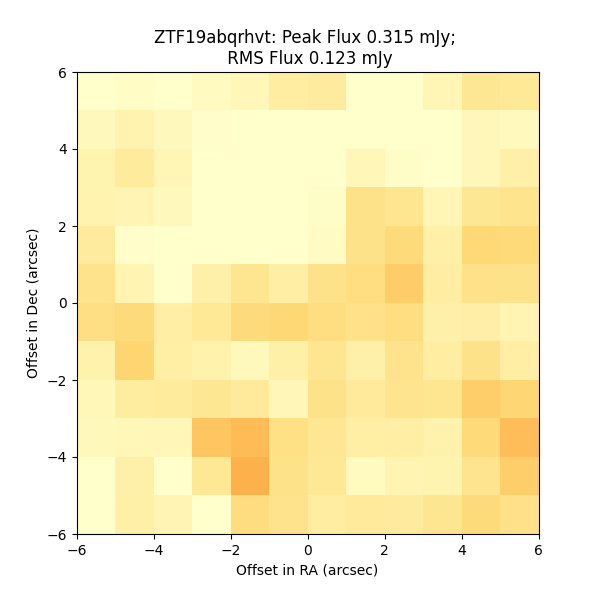 ZTF19abqrhvt: Peak Flux 0.315 mJy;
RMS Flux 0.123 mJy
6
4
2
0
−2
−4
−6
Offset in Dec (arcsec)
−6 −4 −2 0 2 4 6
Offset in RA (arcsec)